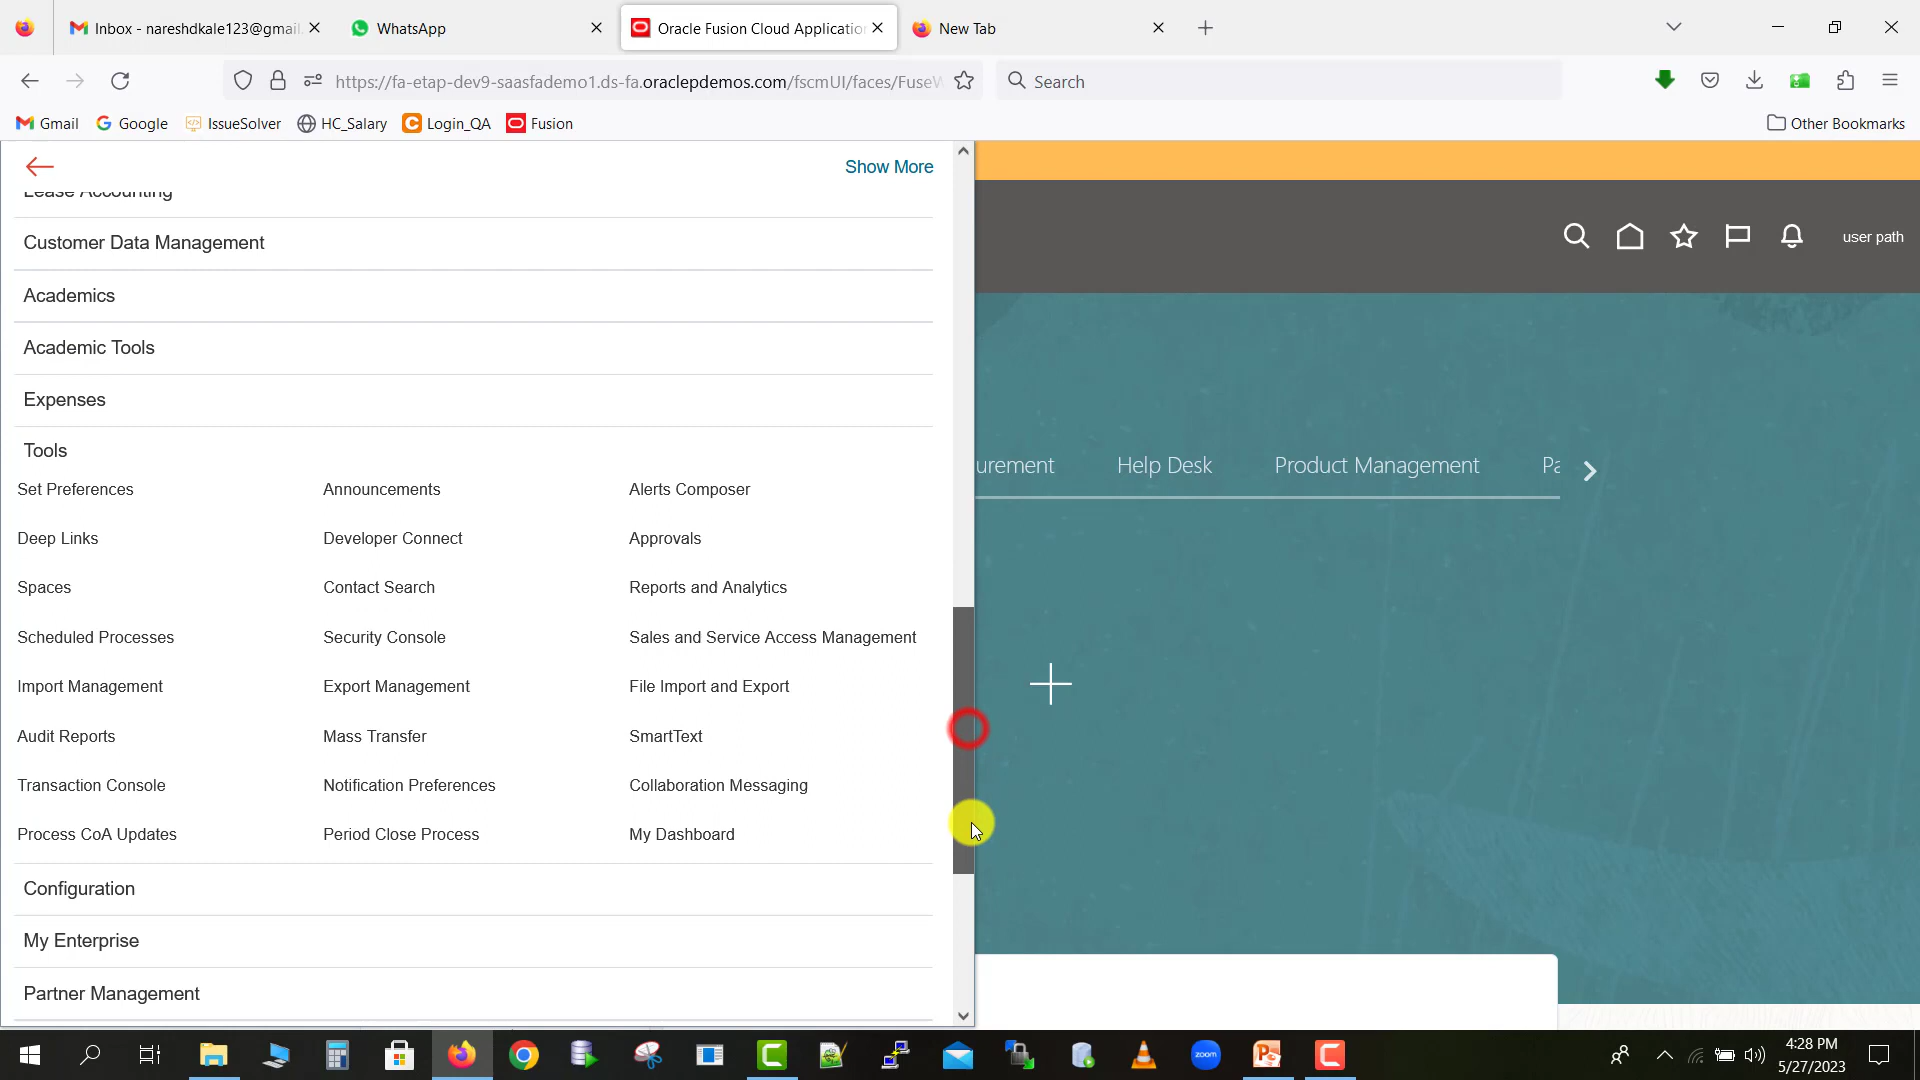 Inbox - nareshdkale123@gmail.
WhatsApp
Oracle Fusion Cloud Applicatio
New Tab
https://fa-etap-dev9-saasfademo1.ds-fa.oraclepdemos.com/fscmUI/faces/FuseW
Search
Gmail
Google
IssueSolver
HC_Salary
Login_QA
Fusion
Other Bookmarks
Show More
Lease Accounting
Customer Data Management
Academics
Academic Tools
Expenses
Tools
Set Preferences Announcements Alerts Composer
Deep Links Developer Connect Approvals
Spaces Contact Search Reports and Analytics
Scheduled Processes Security Console Sales and Service Access Management
Import Management Export Management File Import and Export
Audit Reports Mass Transfer SmartText
Transaction Console Notification Preferences Collaboration Messaging
Process CoA Updates Period Close Process My Dashboard
Configuration
My Enterprise
Partner Management
user path
urement Help Desk Product Management Pa
zoom
4:28 PM
5/27/2023